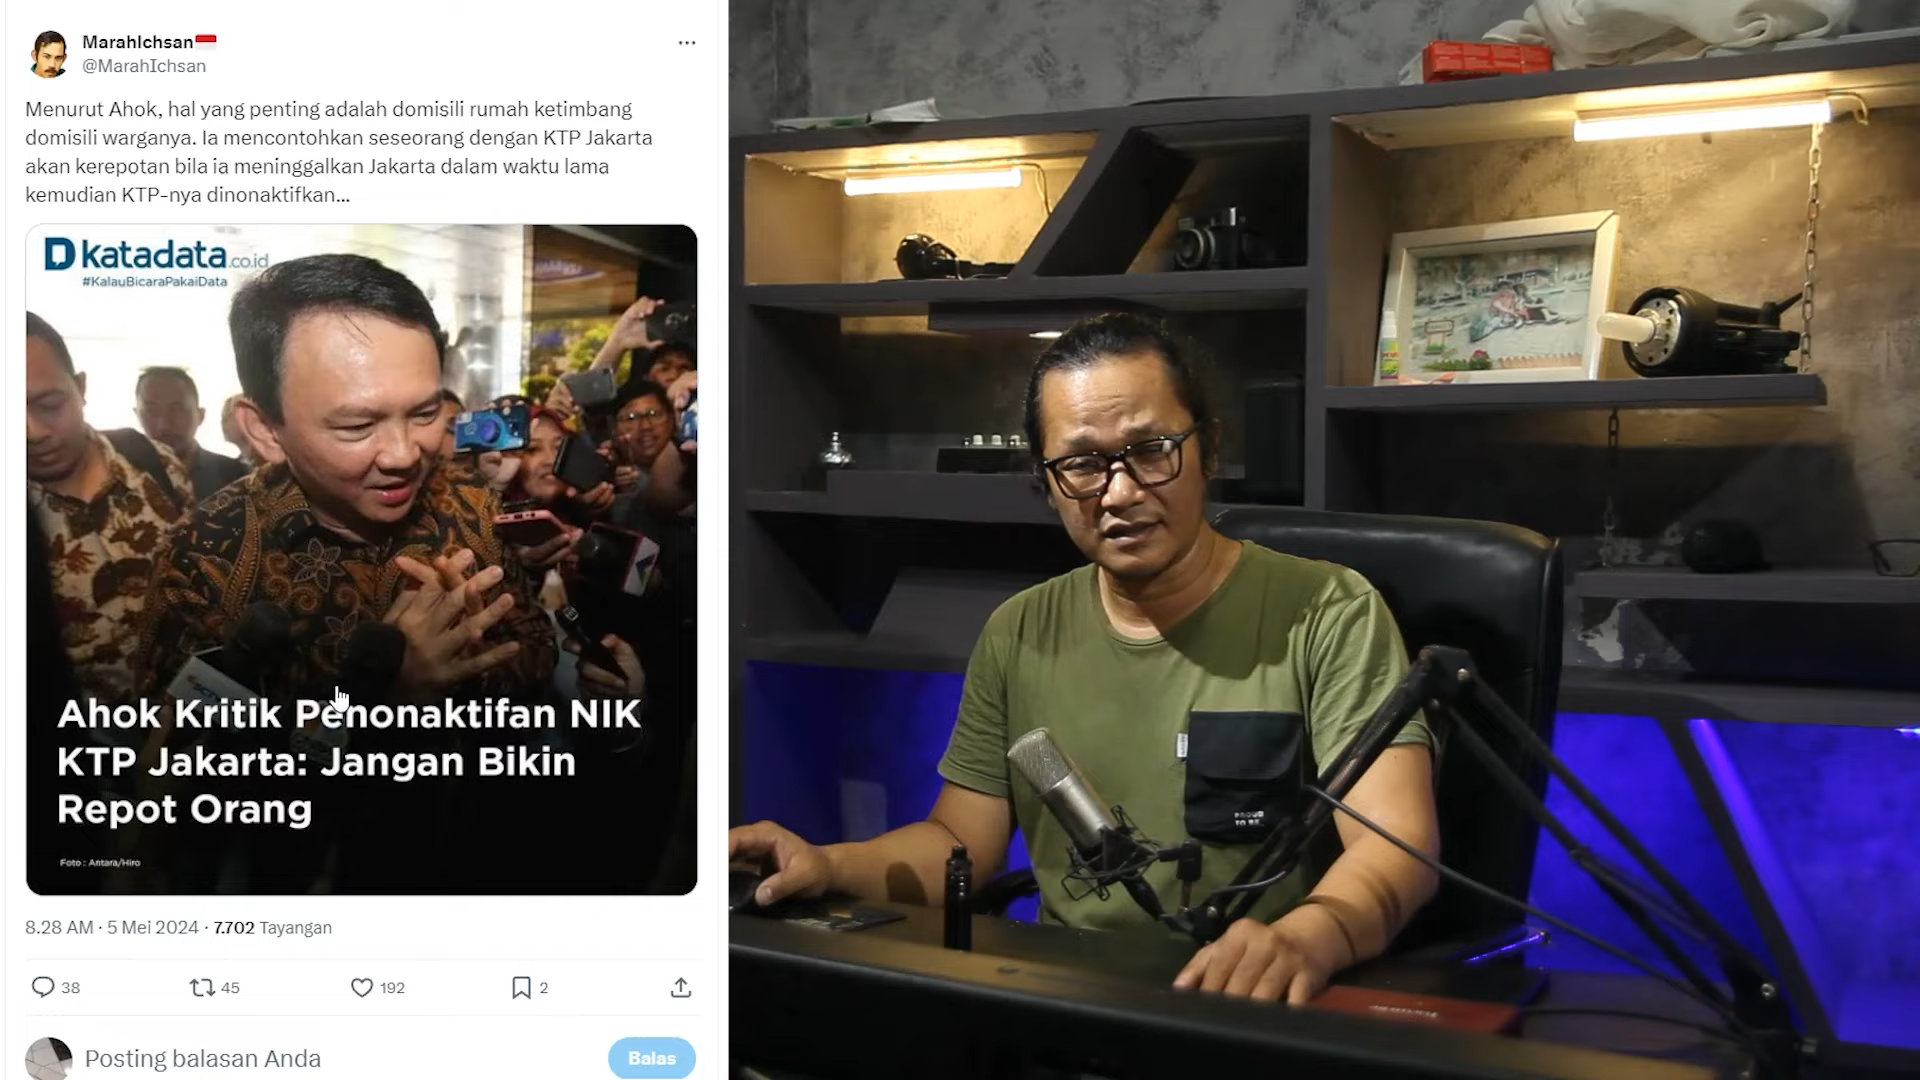 MarahIchsan
@MarahIchsan
Menurut Ahok, hal yang penting adalah domisili rumah ketimbang
domisili warganya. Ia mencontohkan seseorang dengan KTP Jakarta
akan kerepotan bila ia meninggalkan Jakarta dalam waktu lama
kemudian KTP-nya dinonaktifkan...
katadata.co.id
#KalauBicaraPakaiData
Ahok Kritik Penonaktifan NIK
KTP Jakarta: Jangan Bikin
Repot Orang
Foto : Antara/Hiro
8.28 AM · 5 Mei 2024 · 7.702 Tayangan
38
45
192
2
Posting balasan Anda
Balas
PROUD
TO BE